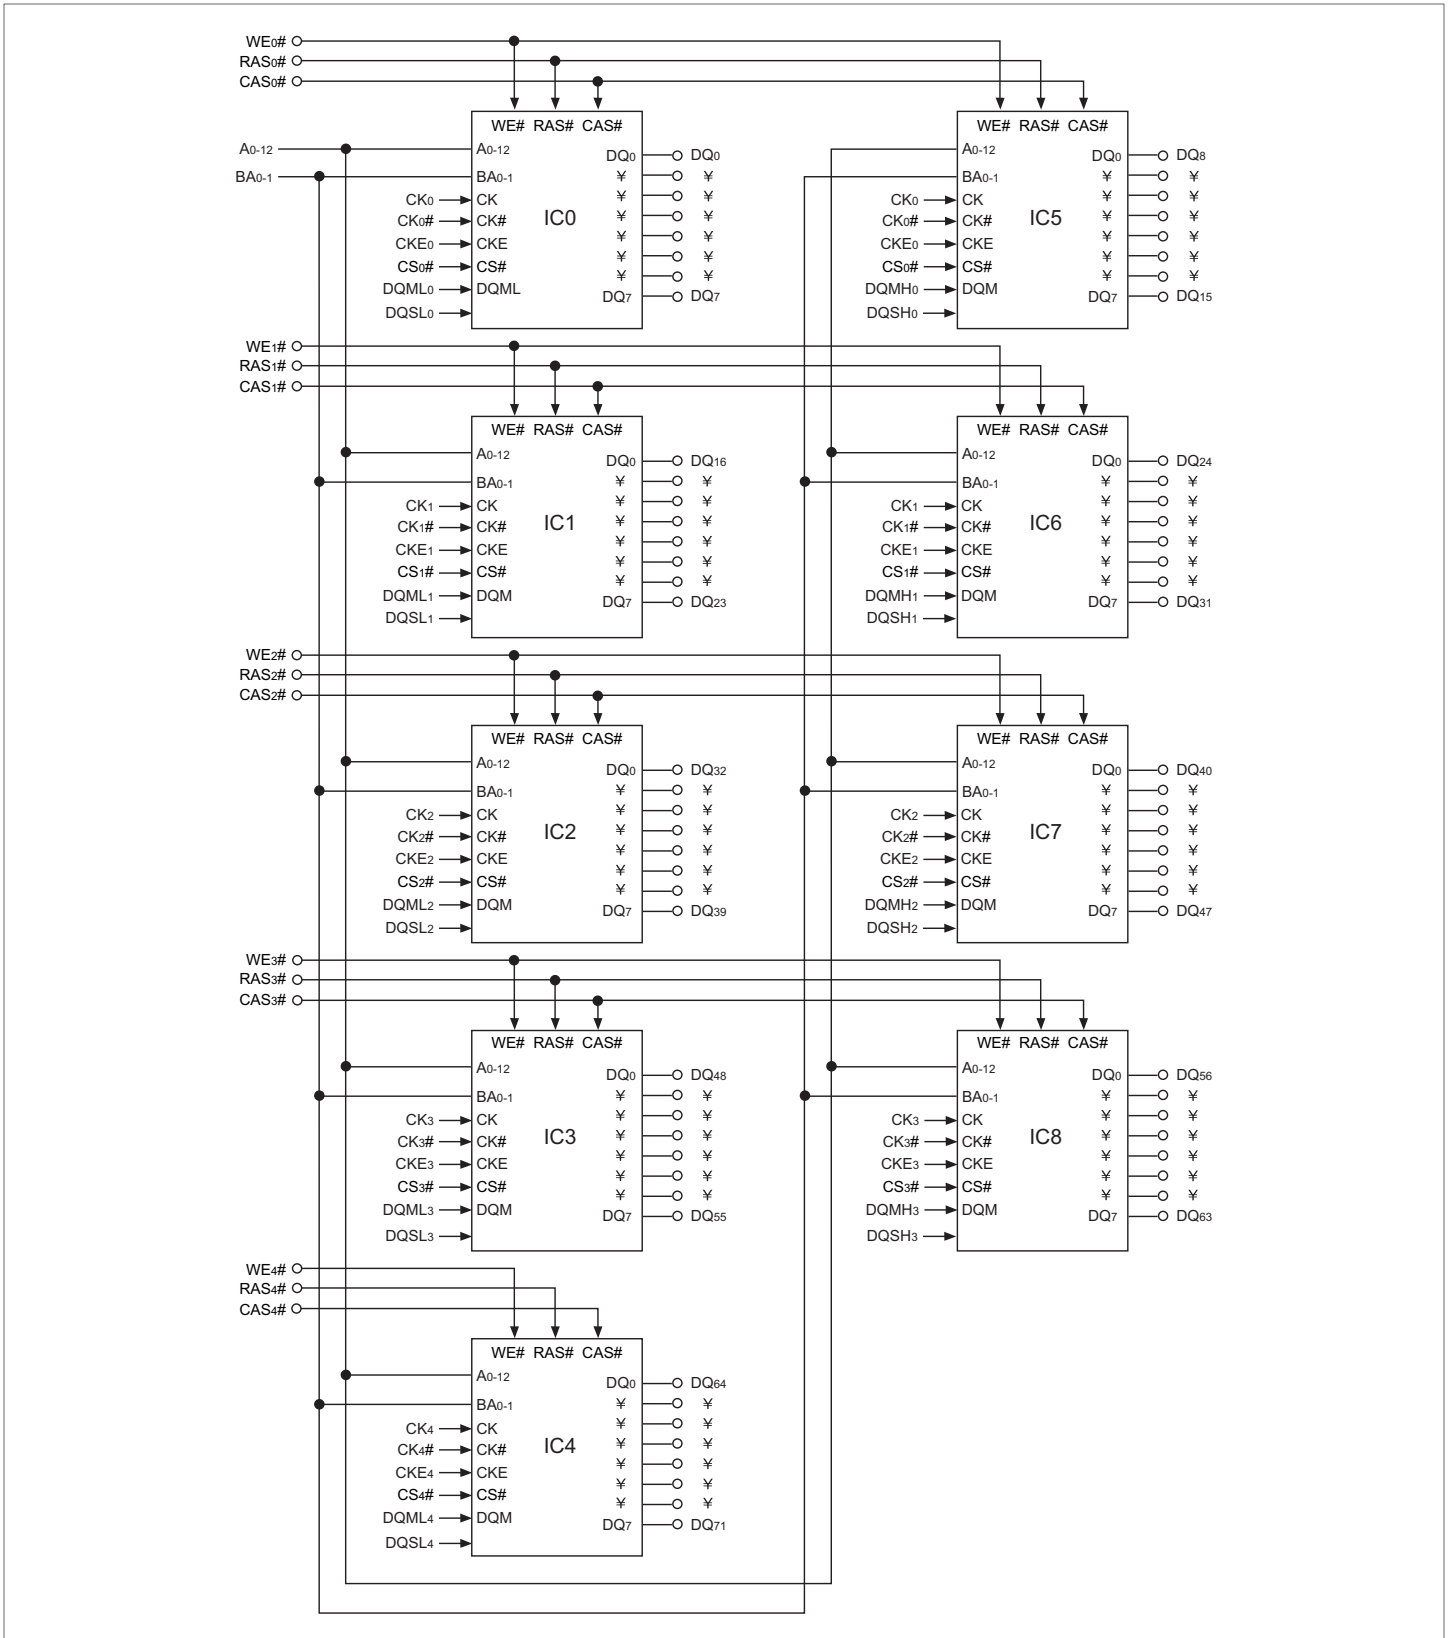 WE0#
RAS0#
CAS0#
WE# RAS# CAS# WE# RAS# CAS#
A0-12 A0-12 DQ0 DQ0 A0-12 DQ0 DQ8
BA0-1 BA0-1 ¥ ¥ BA0-1 ¥ ¥
CK0 CK ¥ ¥ CK0 CK ¥ ¥
CK0# CK# IC0 ¥ ¥ CK0# CK# IC5 ¥ ¥
CKE0 CKE ¥ ¥ CKE0 CKE ¥ ¥
CS0# CS# ¥ ¥ CS0# CS# ¥ ¥
¥ ¥ ¥ ¥
DQML0 DQML DQ7 DQ7 DQMH0 DQM DQ7 DQ15
DQSL0 DQSH0
WE1#
RAS1#
CAS1#
WE# RAS# CAS# WE# RAS# CAS#
A0-12 DQ0 DQ16 A0-12 DQ0 DQ24
BA0-1 ¥ ¥ BA0-1 ¥ ¥
CK1 CK ¥ ¥ CK1 CK ¥ ¥
CK1# CK# IC1 ¥ ¥ CK1# CK# IC6 ¥ ¥
CKE1 CKE ¥ ¥ CKE1 CKE ¥ ¥
CS1# CS# ¥ ¥ CS1# CS# ¥ ¥
¥ ¥ ¥ ¥
DQML1 DQM DQ7 DQ23 DQMH1 DQM DQ7 DQ31
DQSL1 DQSH1
WE2#
RAS2#
CAS2#
WE# RAS# CAS# WE# RAS# CAS#
A0-12 DQ0 DQ32 A0-12 DQ0 DQ40
BA0-1 ¥ ¥ BA0-1 ¥ ¥
CK2 CK ¥ ¥ CK2 CK ¥ ¥
CK2# CK# IC2 ¥ ¥ CK2# CK# IC7 ¥ ¥
CKE2 CKE ¥ ¥ CKE2 CKE ¥ ¥
CS2# CS# ¥ ¥ CS2# CS# ¥ ¥
¥ ¥ ¥ ¥
DQML2 DQM DQ7 DQ39 DQMH2 DQM DQ7 DQ47
DQSL2 DQSH2
WE3#
RAS3#
CAS3#
WE# RAS# CAS# WE# RAS# CAS#
A0-12 DQ0 DQ48 A0-12 DQ0 DQ56
BA0-1 ¥ ¥ BA0-1 ¥ ¥
CK3 CK ¥ ¥ CK3 CK ¥ ¥
CK3# CK# IC3 ¥ ¥ CK3# CK# IC8 ¥ ¥
CKE3 CKE ¥ ¥ CKE3 CKE ¥ ¥
CS3# CS# ¥ ¥ CS3# CS# ¥ ¥
¥ ¥ ¥ ¥
DQML3 DQM DQ7 DQ55 DQMH3 DQM DQ7 DQ63
DQSL3 DQSH3
WE4#
RAS4#
CAS4#
WE# RAS# CAS#
A0-12 DQ0 DQ64
BA0-1 ¥ ¥
CK4 CK ¥ ¥
CK4# CK# IC4 ¥ ¥
CKE4 CKE ¥ ¥
CS4# CS# ¥ ¥
¥ ¥
DQML4 DQM DQ7 DQ71
DQSL4